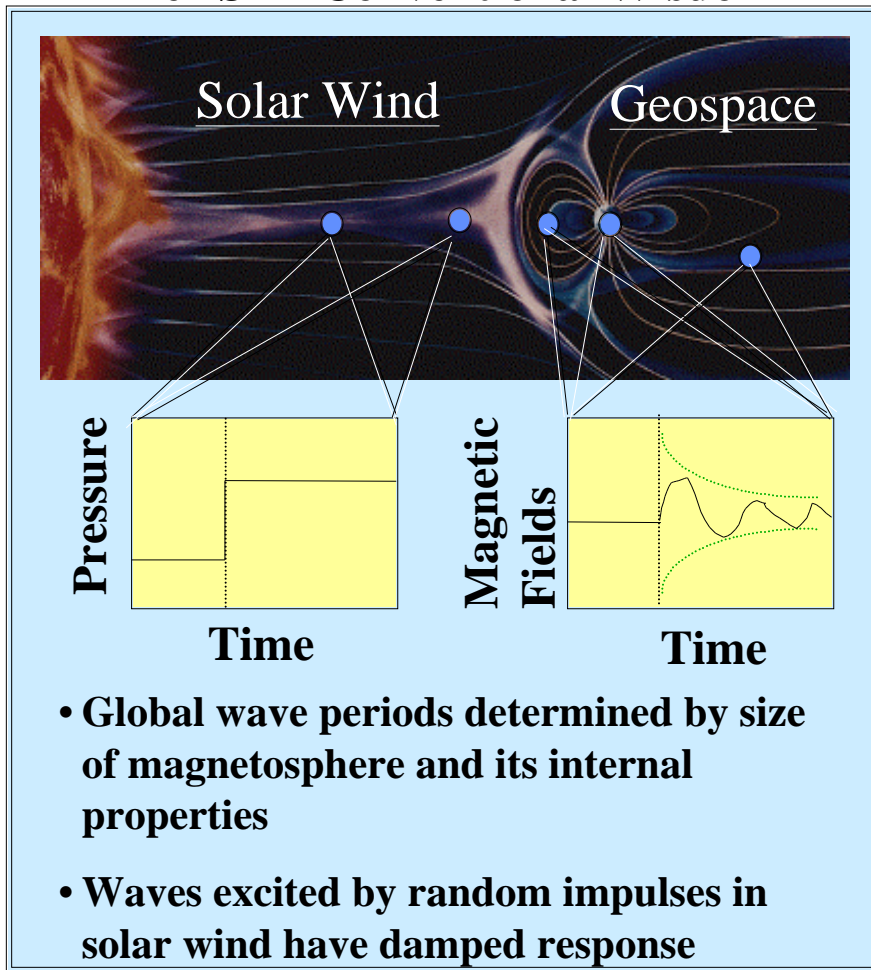 Solar Wind
Geospace
Pressure
Time
Magnetic
Fields
Time
• Global wave periods determined by size
of magnetosphere and its internal
properties
• Waves excited by random impulses in
solar wind have damped response